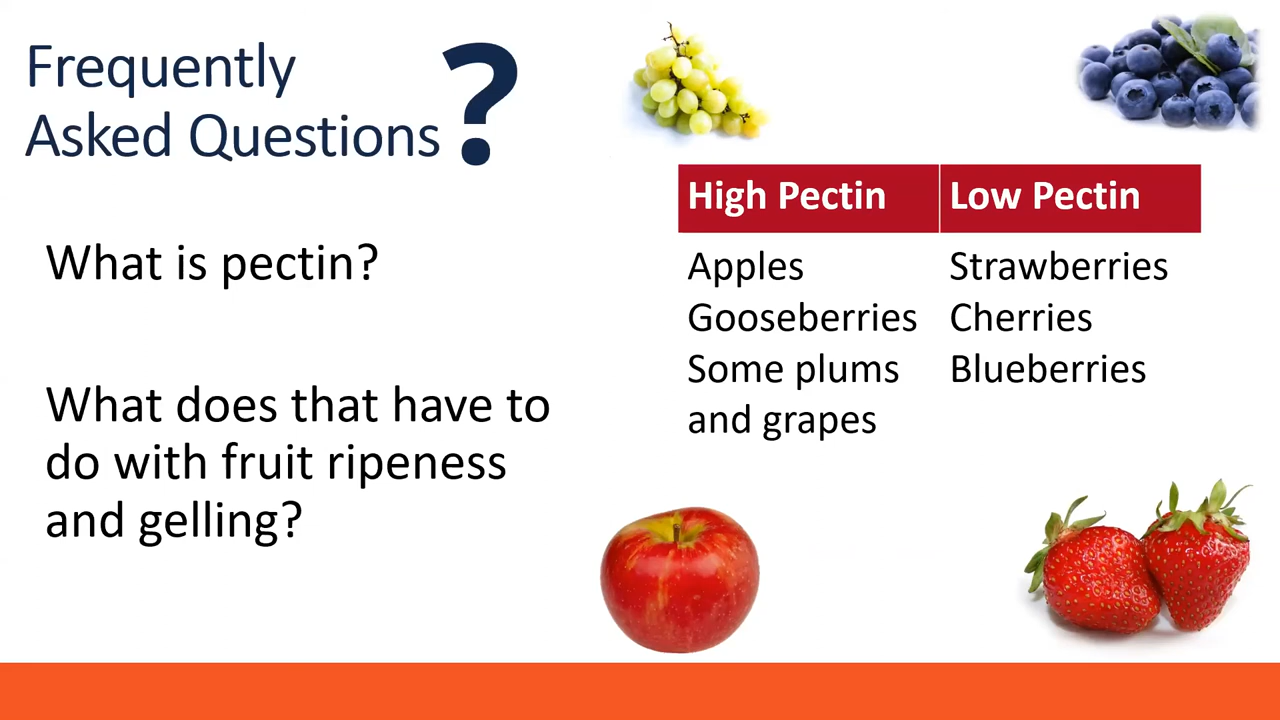 Frequently
Asked Questions ?
What is pectin?
What does that have to
do with fruit ripeness
and gelling?
High Pectin Low Pectin
Apples Strawberries
Gooseberries Cherries
Some plums Blueberries
and grapes